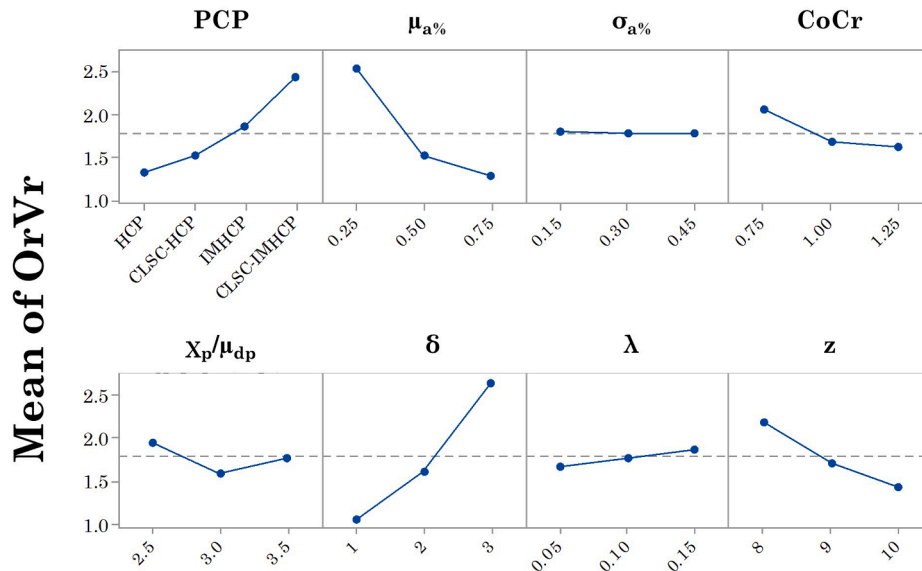 PCP μa% σa% CoCr
2.5
2.0
1.5
1.0
HCP CLSC-HCP IMHCP CLSC-IMHCP 0.25 0.50 0.75 0.15 0.30 0.45 0.75 1.00 1.25
Mean of OrVr
Xp/μdp δ λ z
2.5
2.0
1.5
1.0
2.5 3.0 3.5 1 2 3 0.05 0.10 0.15 8 9 10